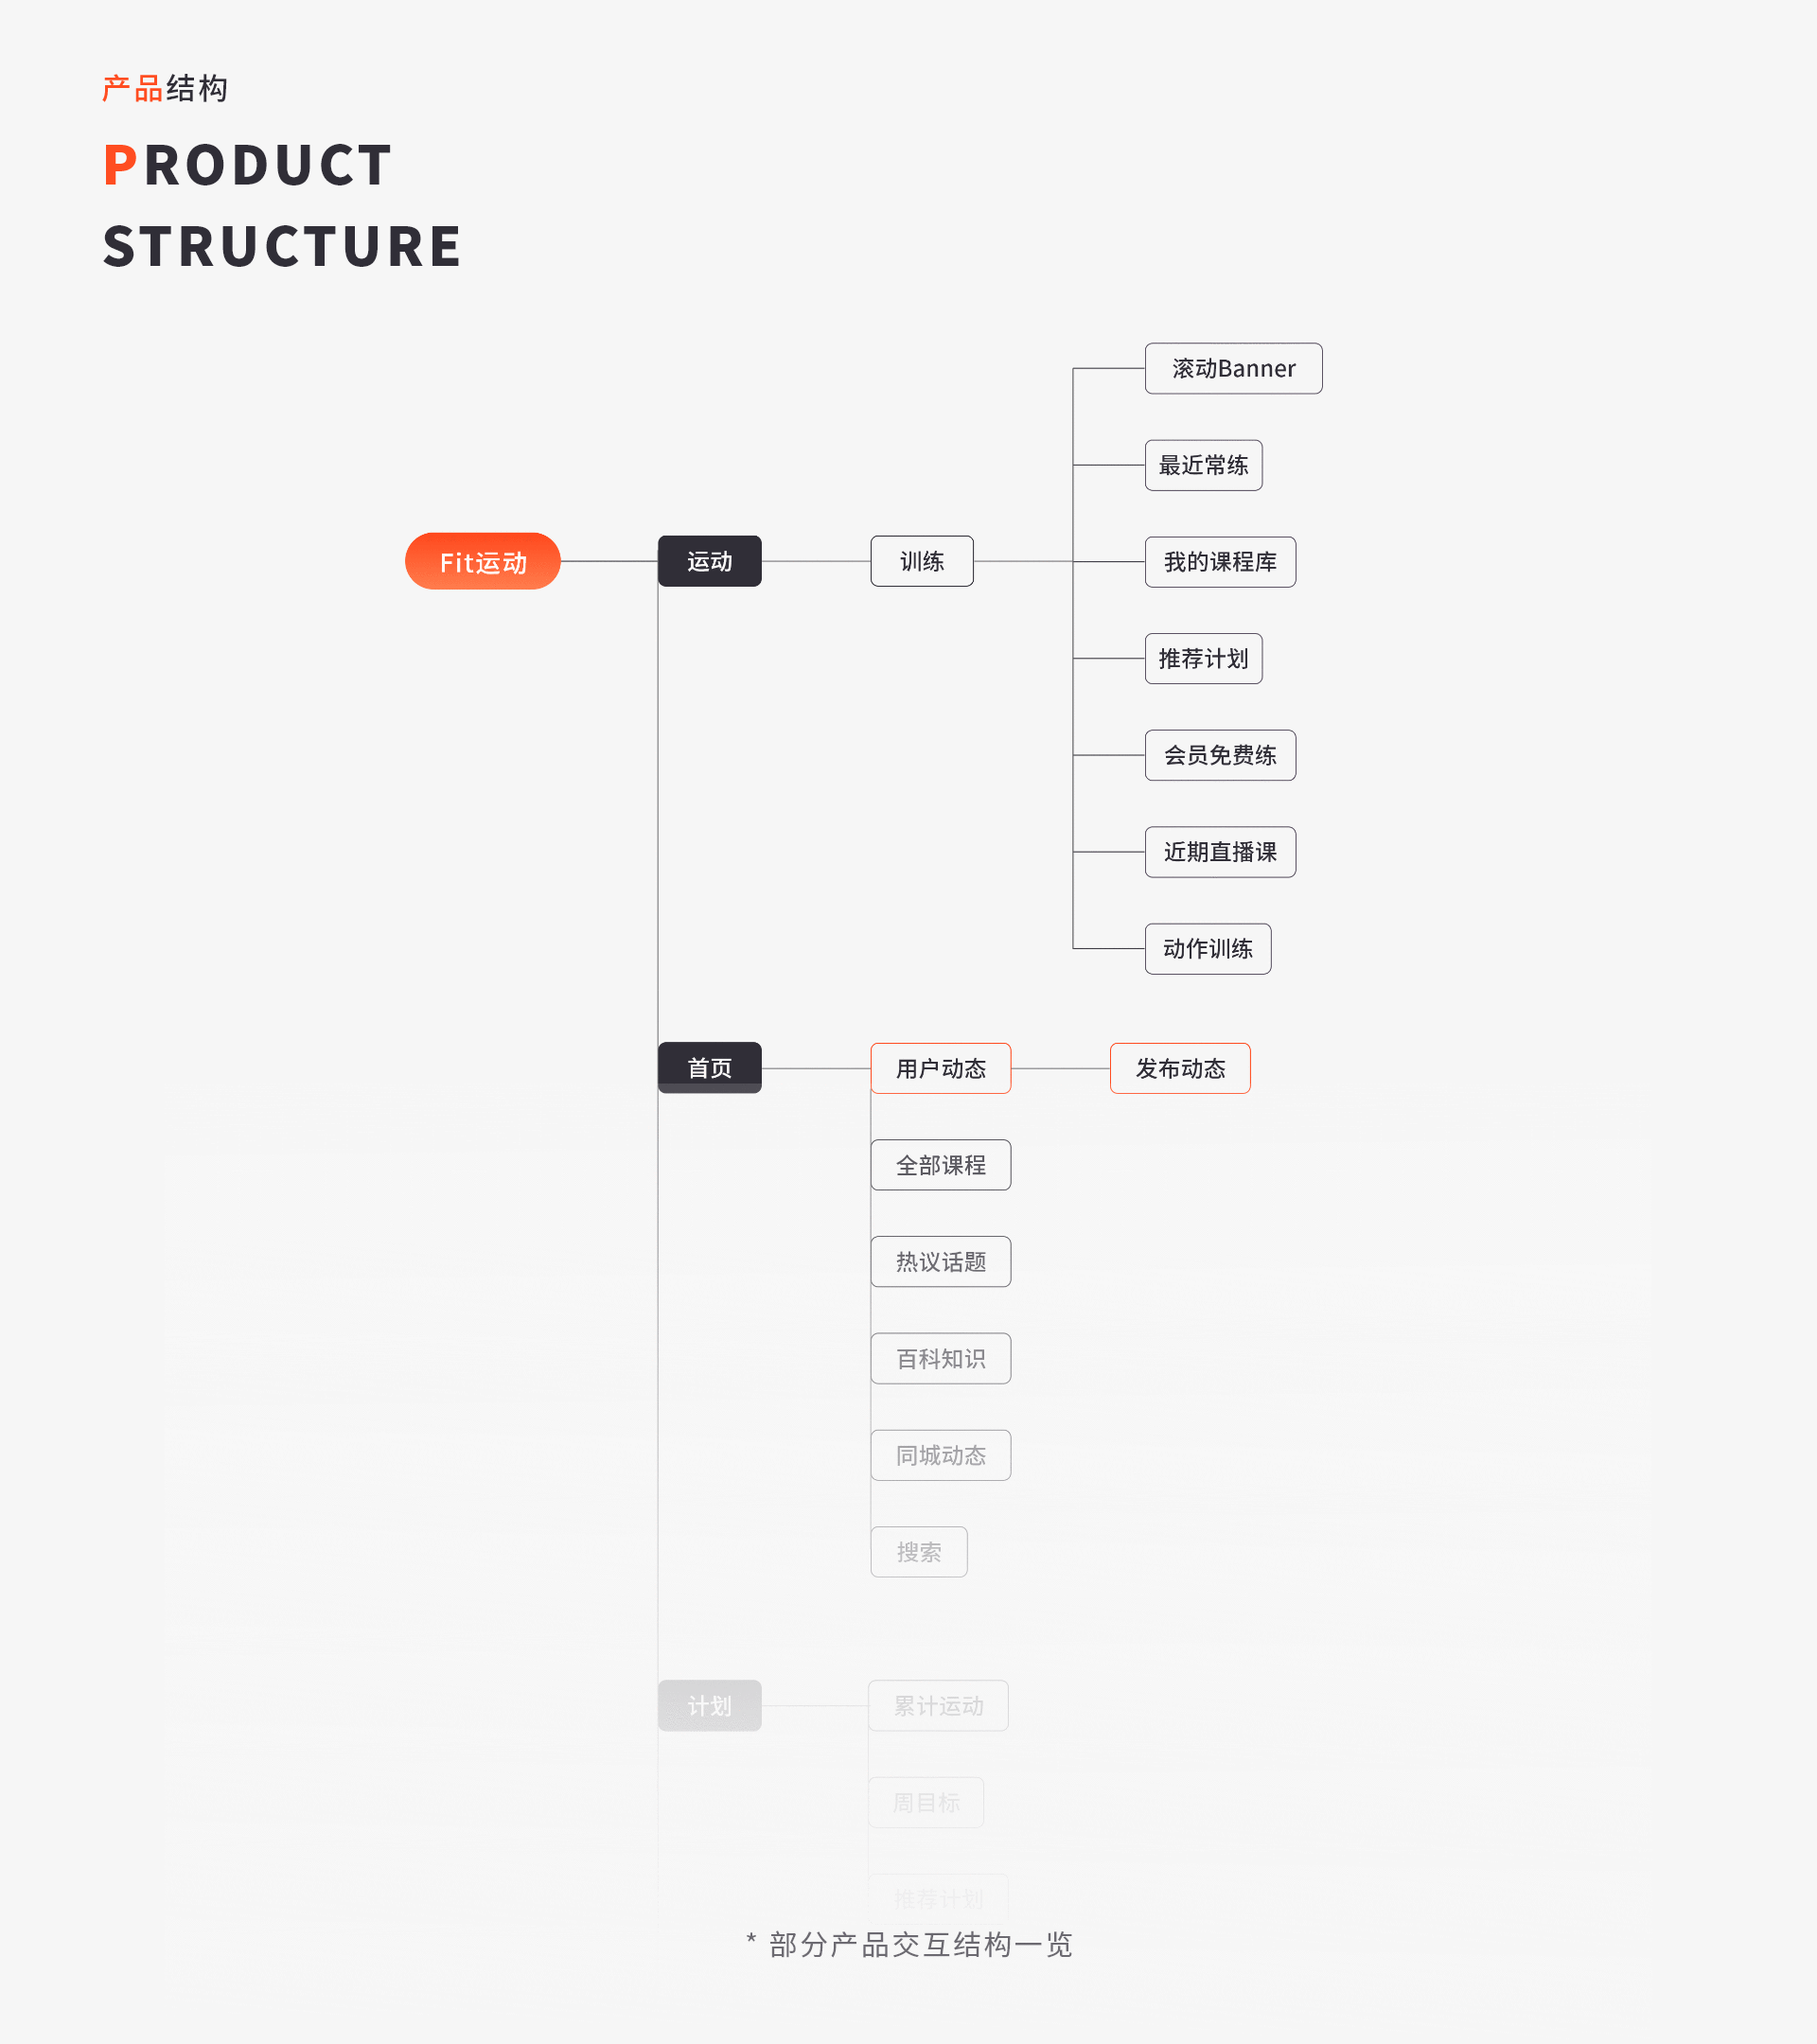 产品结构
PRODUCT
STRUCTURE
滚动Banner
最近常练
Fit运动
运动
训练
我的课程库
推荐计划
会员免费练
近期直播课
动作训练
首页
用户动态
发布动态
全部课程
热议话题
百科知识
同城动态
搜索
计划
累计运动
周目标
推荐计划
* 部分产品交互结构一览